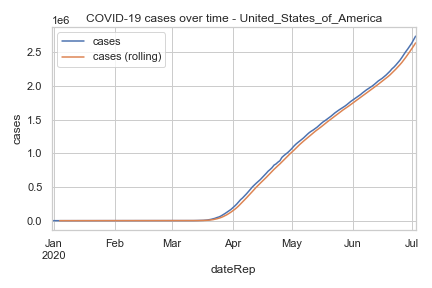 COVID-19 cases over time - United_States_of_America
1e6
cases
cases (rolling)
2.5
2.0
1.5
1.0
0.5
0.0
cases
Jan Feb Mar Apr May Jun Jul
2020
dateRep